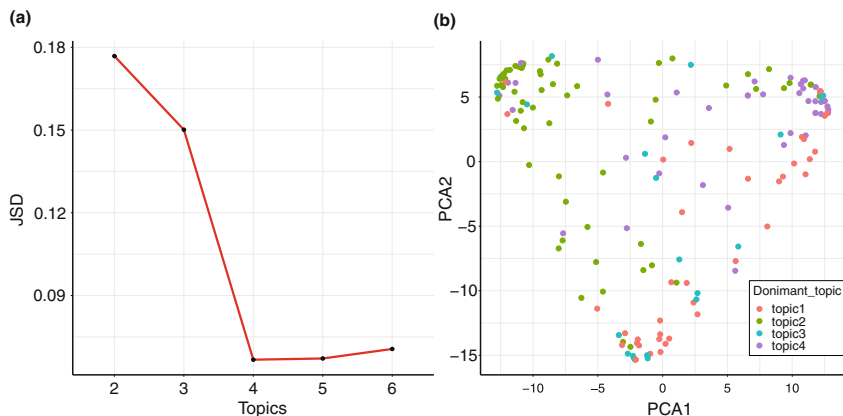 (a)
0.18
0.15
0.12
0.09
JSD
2 3 4 5 6
Topics
(b)
5
0
−5
−10
−15
PCA2
−10 −5 0 5 10
PCA1
Donimant_topic
topic1
topic2
topic3
topic4